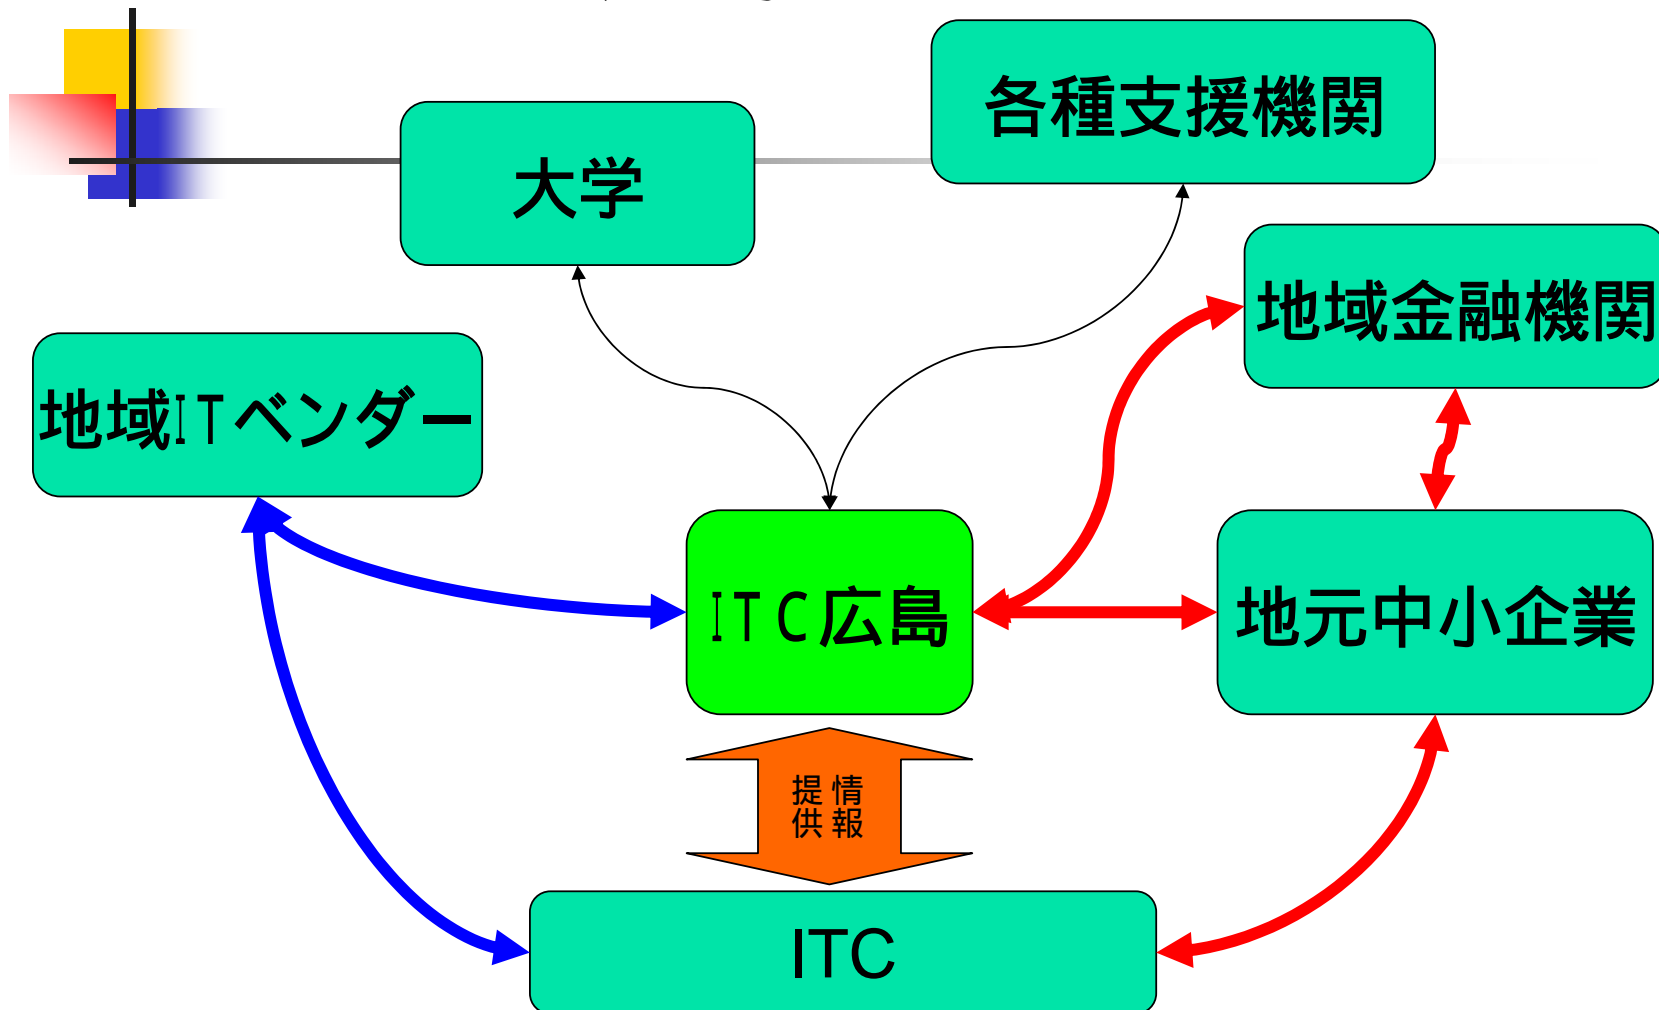 各種支援機関
大学
地域金融機関
地域ITベンダー
ITC広島
地元中小企業
情報
提供
ITC